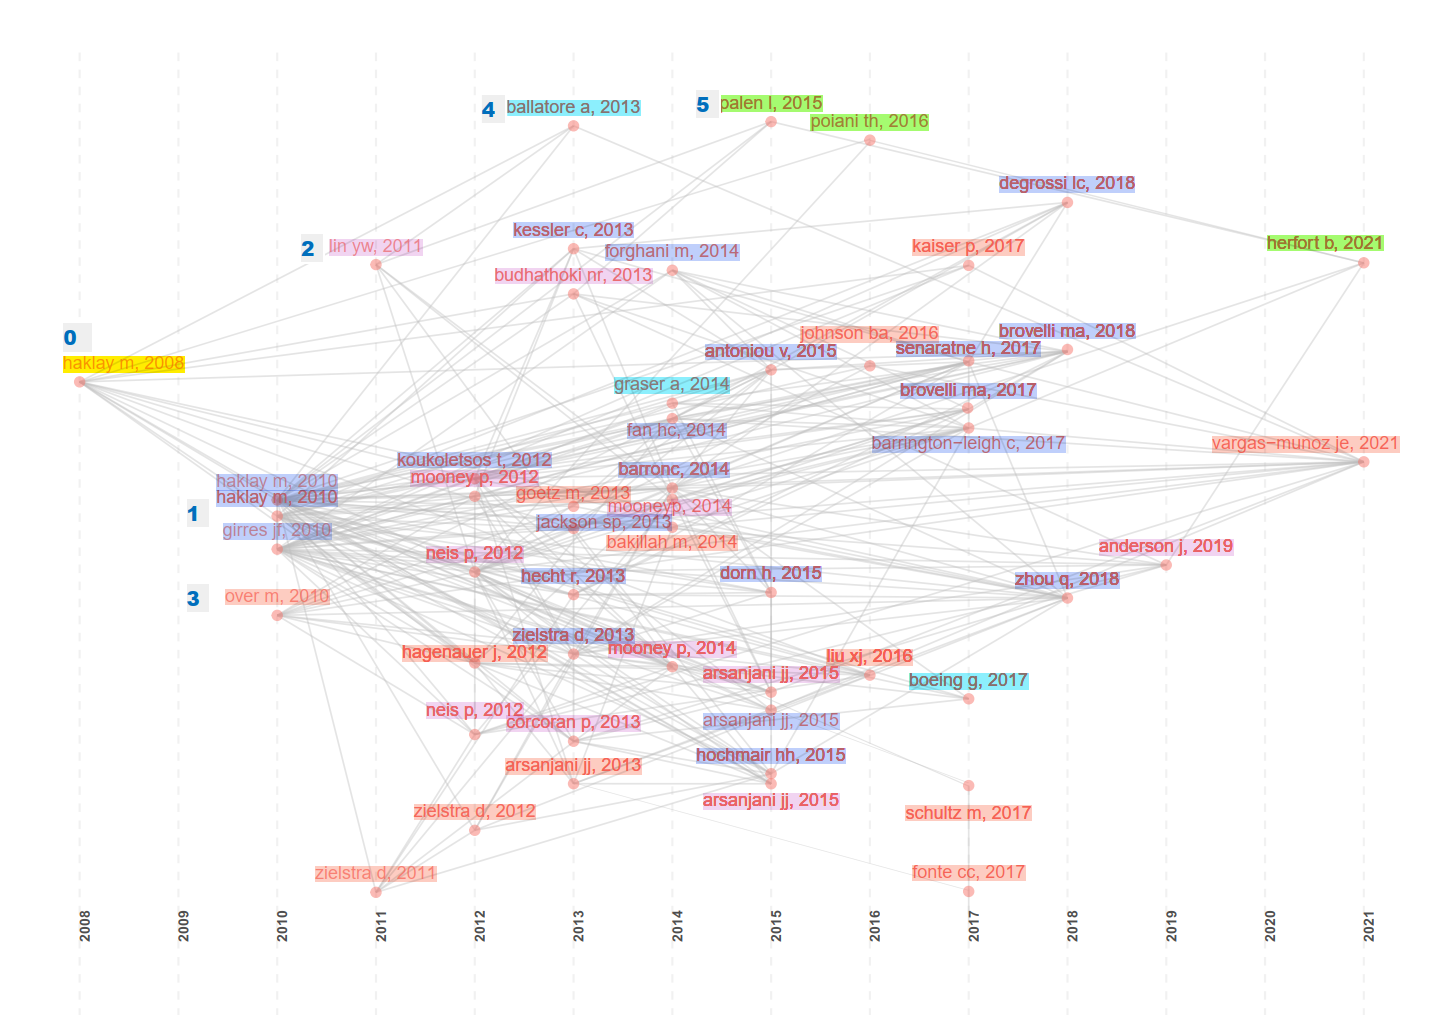 4 ballatore a, 2013
5 palen l, 2015
poiani th, 2016
degrossi lc, 2018
kessler c, 2013
2 lin yw, 2011
forghani m, 2014
kaiser p, 2017
herfort b, 2021
budhathoki nr, 2013
0
johnson ba, 2016
brovelli ma, 2018
antoniou v, 2015
senaratne h, 2017
haklay m, 2008
graser a, 2014
brovelli ma, 2017
fan hc, 2014
barrington-leigh c, 2017
vargas-munoz je, 2021
koukoletsos t, 2012
barronc, 2014
mooney p, 2012
haklay m, 2010
goetz m, 2013
haklay m, 2010
mooneyp, 2014
1
jackson sp, 2013
girres jf, 2010
bakillah m, 2014
anderson j, 2019
neis p, 2012
hecht r, 2013
dorn h, 2015
zhou q, 2018
3 over m, 2010
zielstra d, 2013
mooney p, 2014
hagenauer j, 2012
liu xj, 2016
arsanjani jj, 2015
boeing g, 2017
neis p, 2012
corcoran p, 2013
arsanjani jj, 2015
hochmair hh, 2015
arsanjani jj, 2013
arsanjani jj, 2015
zielstra d, 2012
schultz m, 2017
zielstra d, 2011
fonte cc, 2017
2008
2009
2010
2011
2012
2013
2014
2015
2016
2017
2018
2019
2020
2021